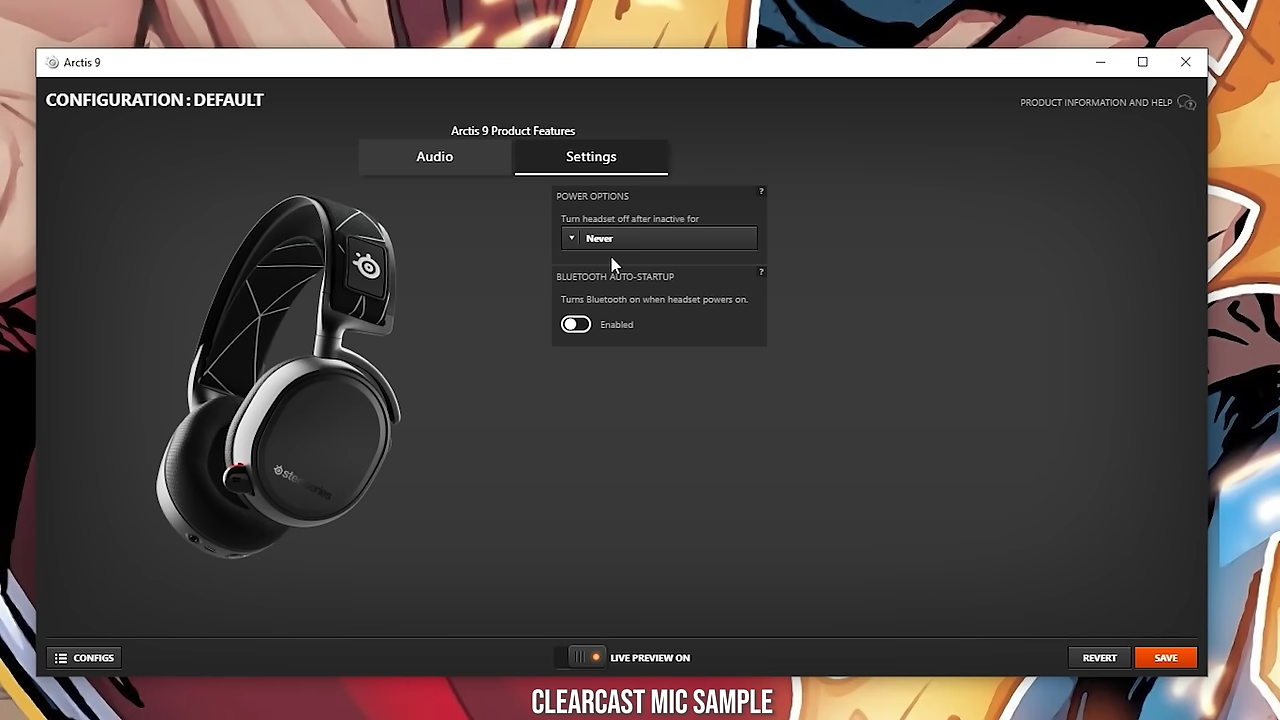 Arctis 9
CONFIGURATION : DEFAULT
PRODUCT INFORMATION AND HELP ?
Arctis 9 Product Features
Audio
Settings
POWER OPTIONS ?
Turn headset off after inactive for
Never
BLUETOOTH AUTO-STARTUP ?
Turns Bluetooth on when headset powers on.
Enabled
steelseries
CONFIGS
LIVE PREVIEW ON
REVERT
SAVE
CLEARCAST MIC SAMPLE